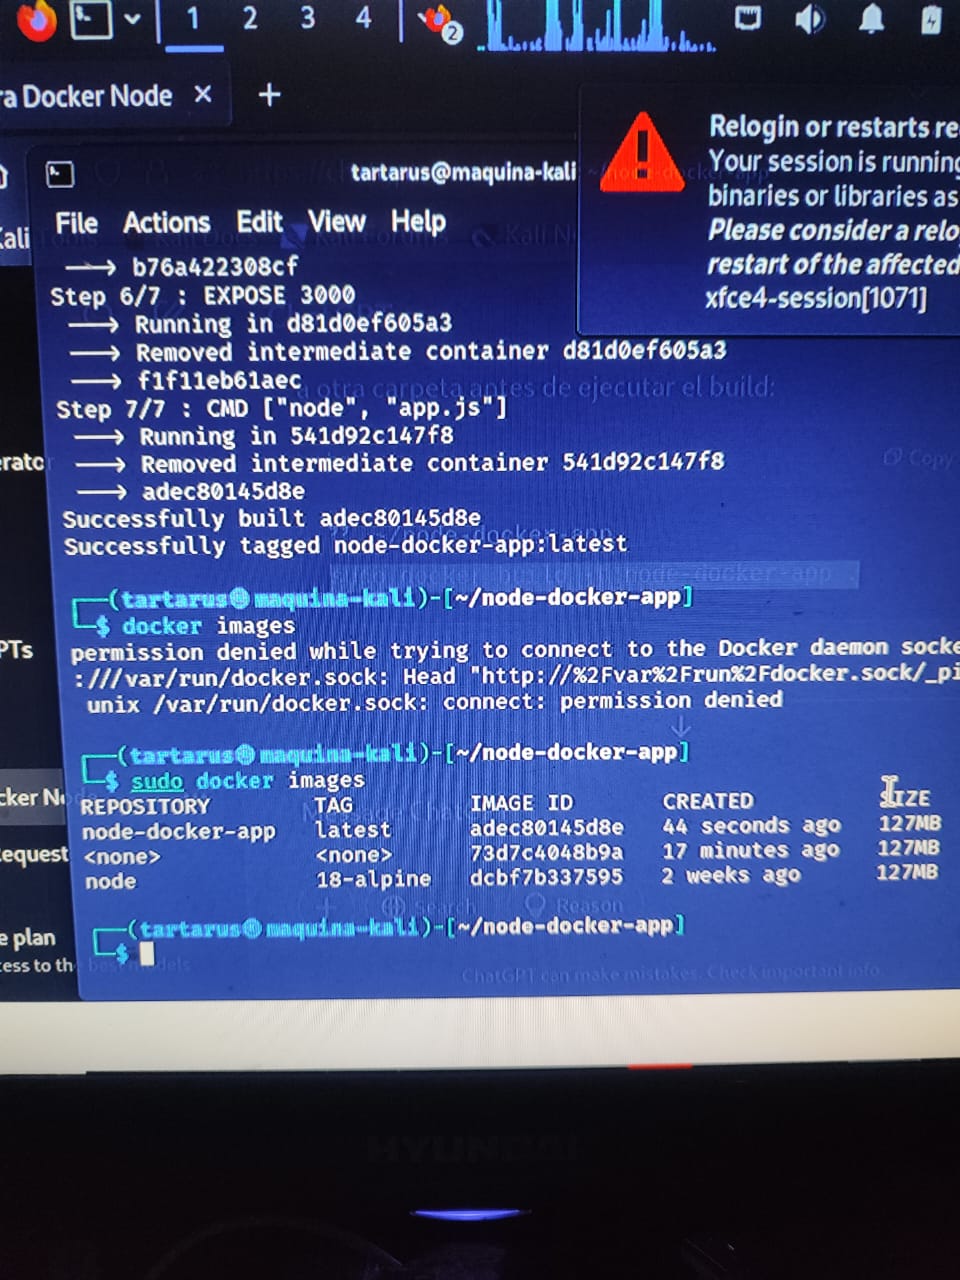 1 2 3 4 2
ra Docker Node × +
Relogin or restarts re
Your session is running
binaries or libraries as
Please consider a relo
restart of the affected
xfce4-session[1071]
tartarus@maquina-kali
File Actions Edit View Help
Kali
→ b76a422308cf
Step 6/7 : EXPOSE 3000
→ Running in d81d0ef605a3
→ Removed intermediate container d81d0ef605a3
→ f1f11eb61aec
otra carpeta antes de ejecutar el build:
Step 7/7 : CMD ["node", "app.js"]
→ Running in 541d92c147f8
→ Removed intermediate container 541d92c147f8
Copy
→ adec80145d8e
Successfully built adec80145d8e
Successfully tagged node-docker-app:latest
(tartarus㉿maquina-kali)-[~/node-docker-app]
$ docker images
permission denied while trying to connect to the Docker daemon socke
:///var/run/docker.sock: Head "http://%2Fvar%2Frun%2Fdocker.sock/_pi
unix /var/run/docker.sock: connect: permission denied
(tartarus㉿maquina-kali)-[~/node-docker-app]
$ sudo docker images
REPOSITORY TAG IMAGE ID CREATED SIZE
node-docker-app latest adec80145d8e 44 seconds ago 127MB
<none> <none> 73d7c4048b9a 17 minutes ago 127MB
node 18-alpine dcbf7b337595 2 weeks ago 127MB
Search Reason
(tartarus㉿maquina-kali)-[~/node-docker-app]
$
ChatGPT can make mistakes. Check important info.
erato
PTs
cker No
equest
e plan
cess to the best models
HYUNDAI